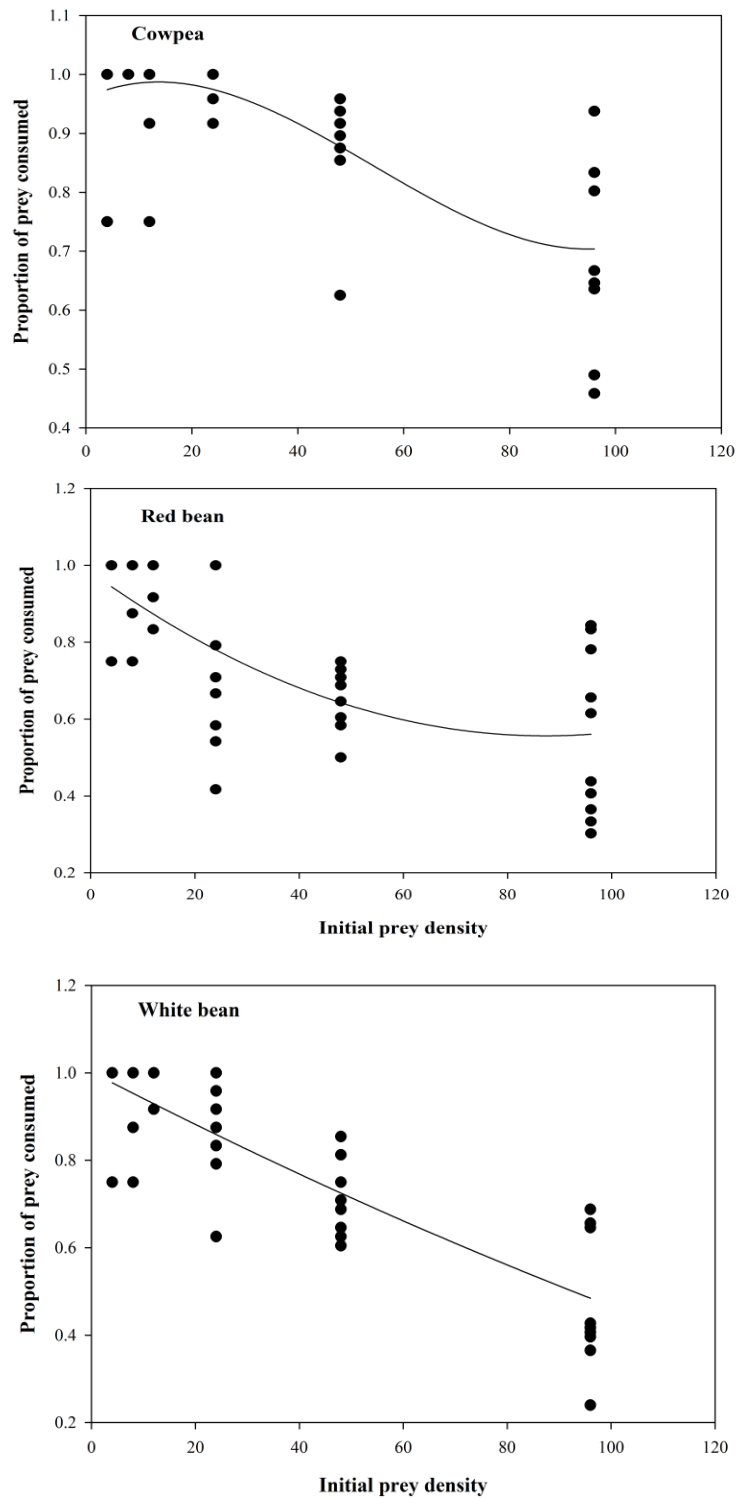 Cowpea
Proportion of prey consumed
1.1
1.0
0.9
0.8
0.7
0.6
0.5
0.4
0 20 40 60 80 100 120
Red bean
Proportion of prey consumed
1.2
1.0
0.8
0.6
0.4
0.2
0 20 40 60 80 100 120
Initial prey density
White bean
Proportion of prey consumed
1.2
1.0
0.8
0.6
0.4
0.2
0 20 40 60 80 100 120
Initial prey density